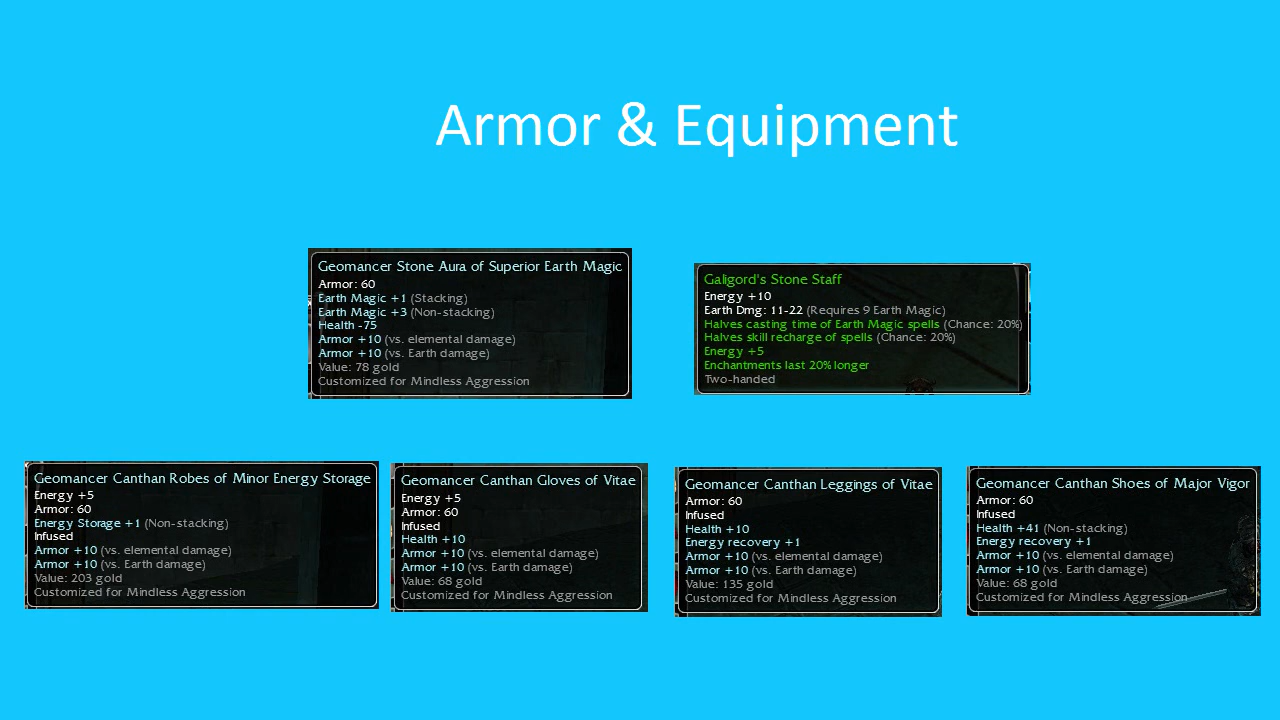 Armor & Equipment
Geomancer Stone Aura of Superior Earth Magic
Armor: 60
Earth Magic +1 (Stacking)
Earth Magic +3 (Non-stacking)
Health -75
Armor +10 (vs. elemental damage)
Armor +10 (vs. Earth damage)
Value: 78 gold
Customized for Mindless Aggression
Galigord's Stone Staff
Energy +10
Earth Dmg: 11-22 (Requires 9 Earth Magic)
Halves casting time of Earth Magic spells (Chance: 20%)
Halves skill recharge of spells (Chance: 20%)
Energy +5
Enchantments last 20% longer
Two-handed
Geomancer Canthan Robes of Minor Energy Storage
Energy +5
Armor: 60
Energy Storage +1 (Non-stacking)
Infused
Armor +10 (vs. elemental damage)
Armor +10 (vs. Earth damage)
Value: 203 gold
Customized for Mindless Aggression
Geomancer Canthan Gloves of Vitae
Energy +5
Armor: 60
Infused
Health +10
Armor +10 (vs. elemental damage)
Armor +10 (vs. Earth damage)
Value: 68 gold
Customized for Mindless Aggression
Geomancer Canthan Leggings of Vitae
Armor: 60
Infused
Health +10
Energy recovery +1
Armor +10 (vs. elemental damage)
Armor +10 (vs. Earth damage)
Value: 135 gold
Customized for Mindless Aggression
Geomancer Canthan Shoes of Major Vigor
Armor: 60
Infused
Health +41 (Non-stacking)
Energy recovery +1
Armor +10 (vs. elemental damage)
Armor +10 (vs. Earth damage)
Value: 68 gold
Customized for Mindless Aggression